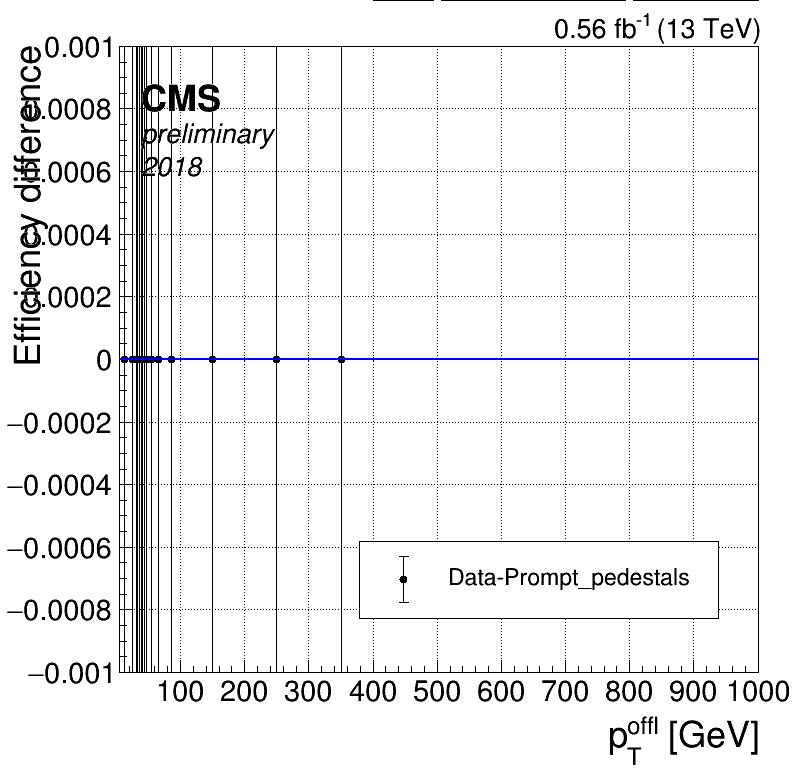 0.56 fb-1 (13 TeV)
Efficiency difference
CMS
preliminary
2018
0.001
0.0008
0.0006
0.0004
0.0002
0
−0.0002
−0.0004
−0.0006
−0.0008
−0.001
Data-Prompt_pedestals
100 200 300 400 500 600 700 800 900 1000
pToffl [GeV]